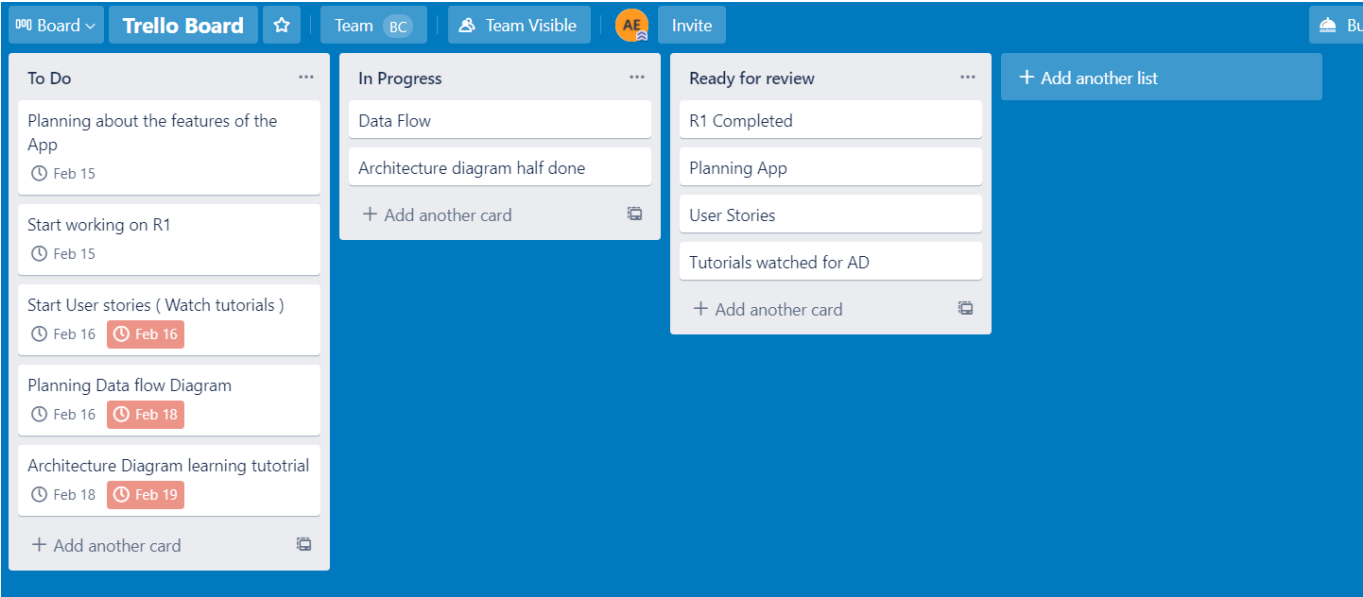 Board
Trello Board
Team BC
Team Visible
AE
Invite
To Do
Planning about the features of the
App
Feb 15
Start working on R1
Feb 15
Start User stories ( Watch tutorials )
Feb 16 Feb 16
Planning Data flow Diagram
Feb 16 Feb 18
Architecture Diagram learning tutotrial
Feb 18 Feb 19
+ Add another card
In Progress
Data Flow
Architecture diagram half done
+ Add another card
Ready for review
R1 Completed
Planning App
User Stories
Tutorials watched for AD
+ Add another card
+ Add another list